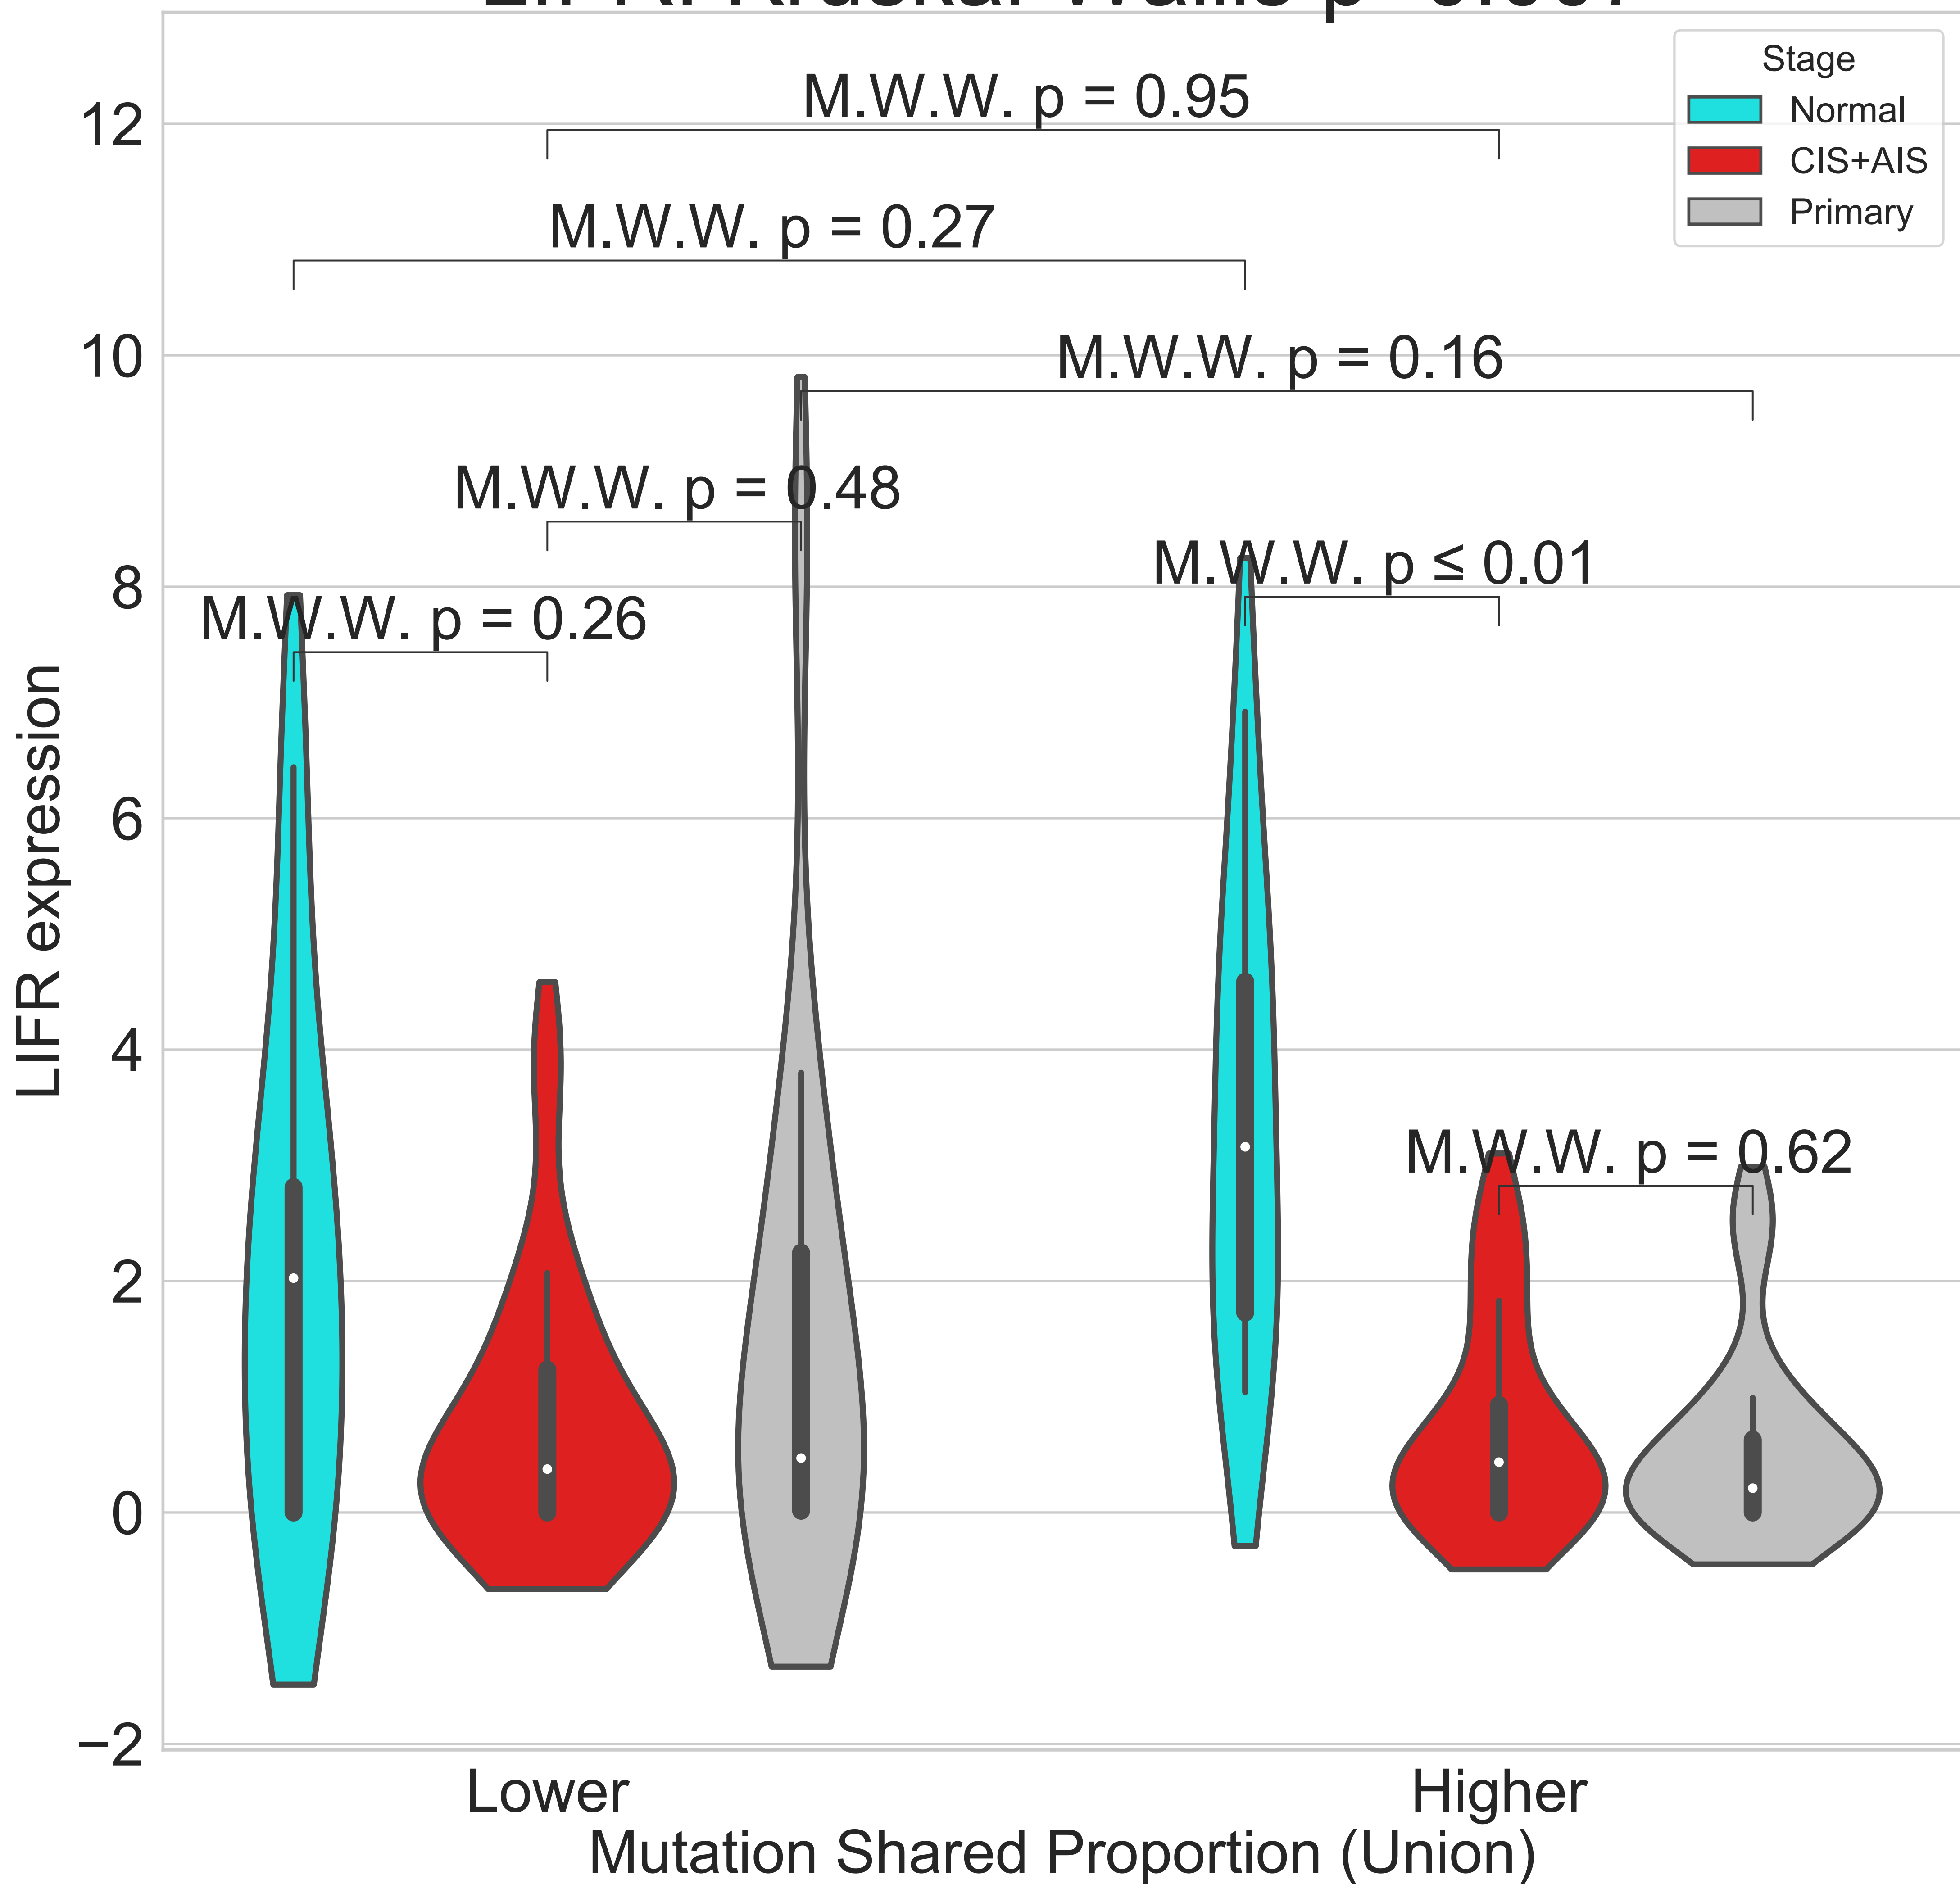 12
10
8
6
4
2
0
−2
LIFR expression
M.W.W. p = 0.95
M.W.W. p = 0.27
M.W.W. p = 0.16
M.W.W. p = 0.48
M.W.W. p ≤ 0.01
M.W.W. p = 0.26
M.W.W. p = 0.62
Stage
Normal
CIS+AIS
Primary
Lower
Higher
Mutation Shared Proportion (Union)